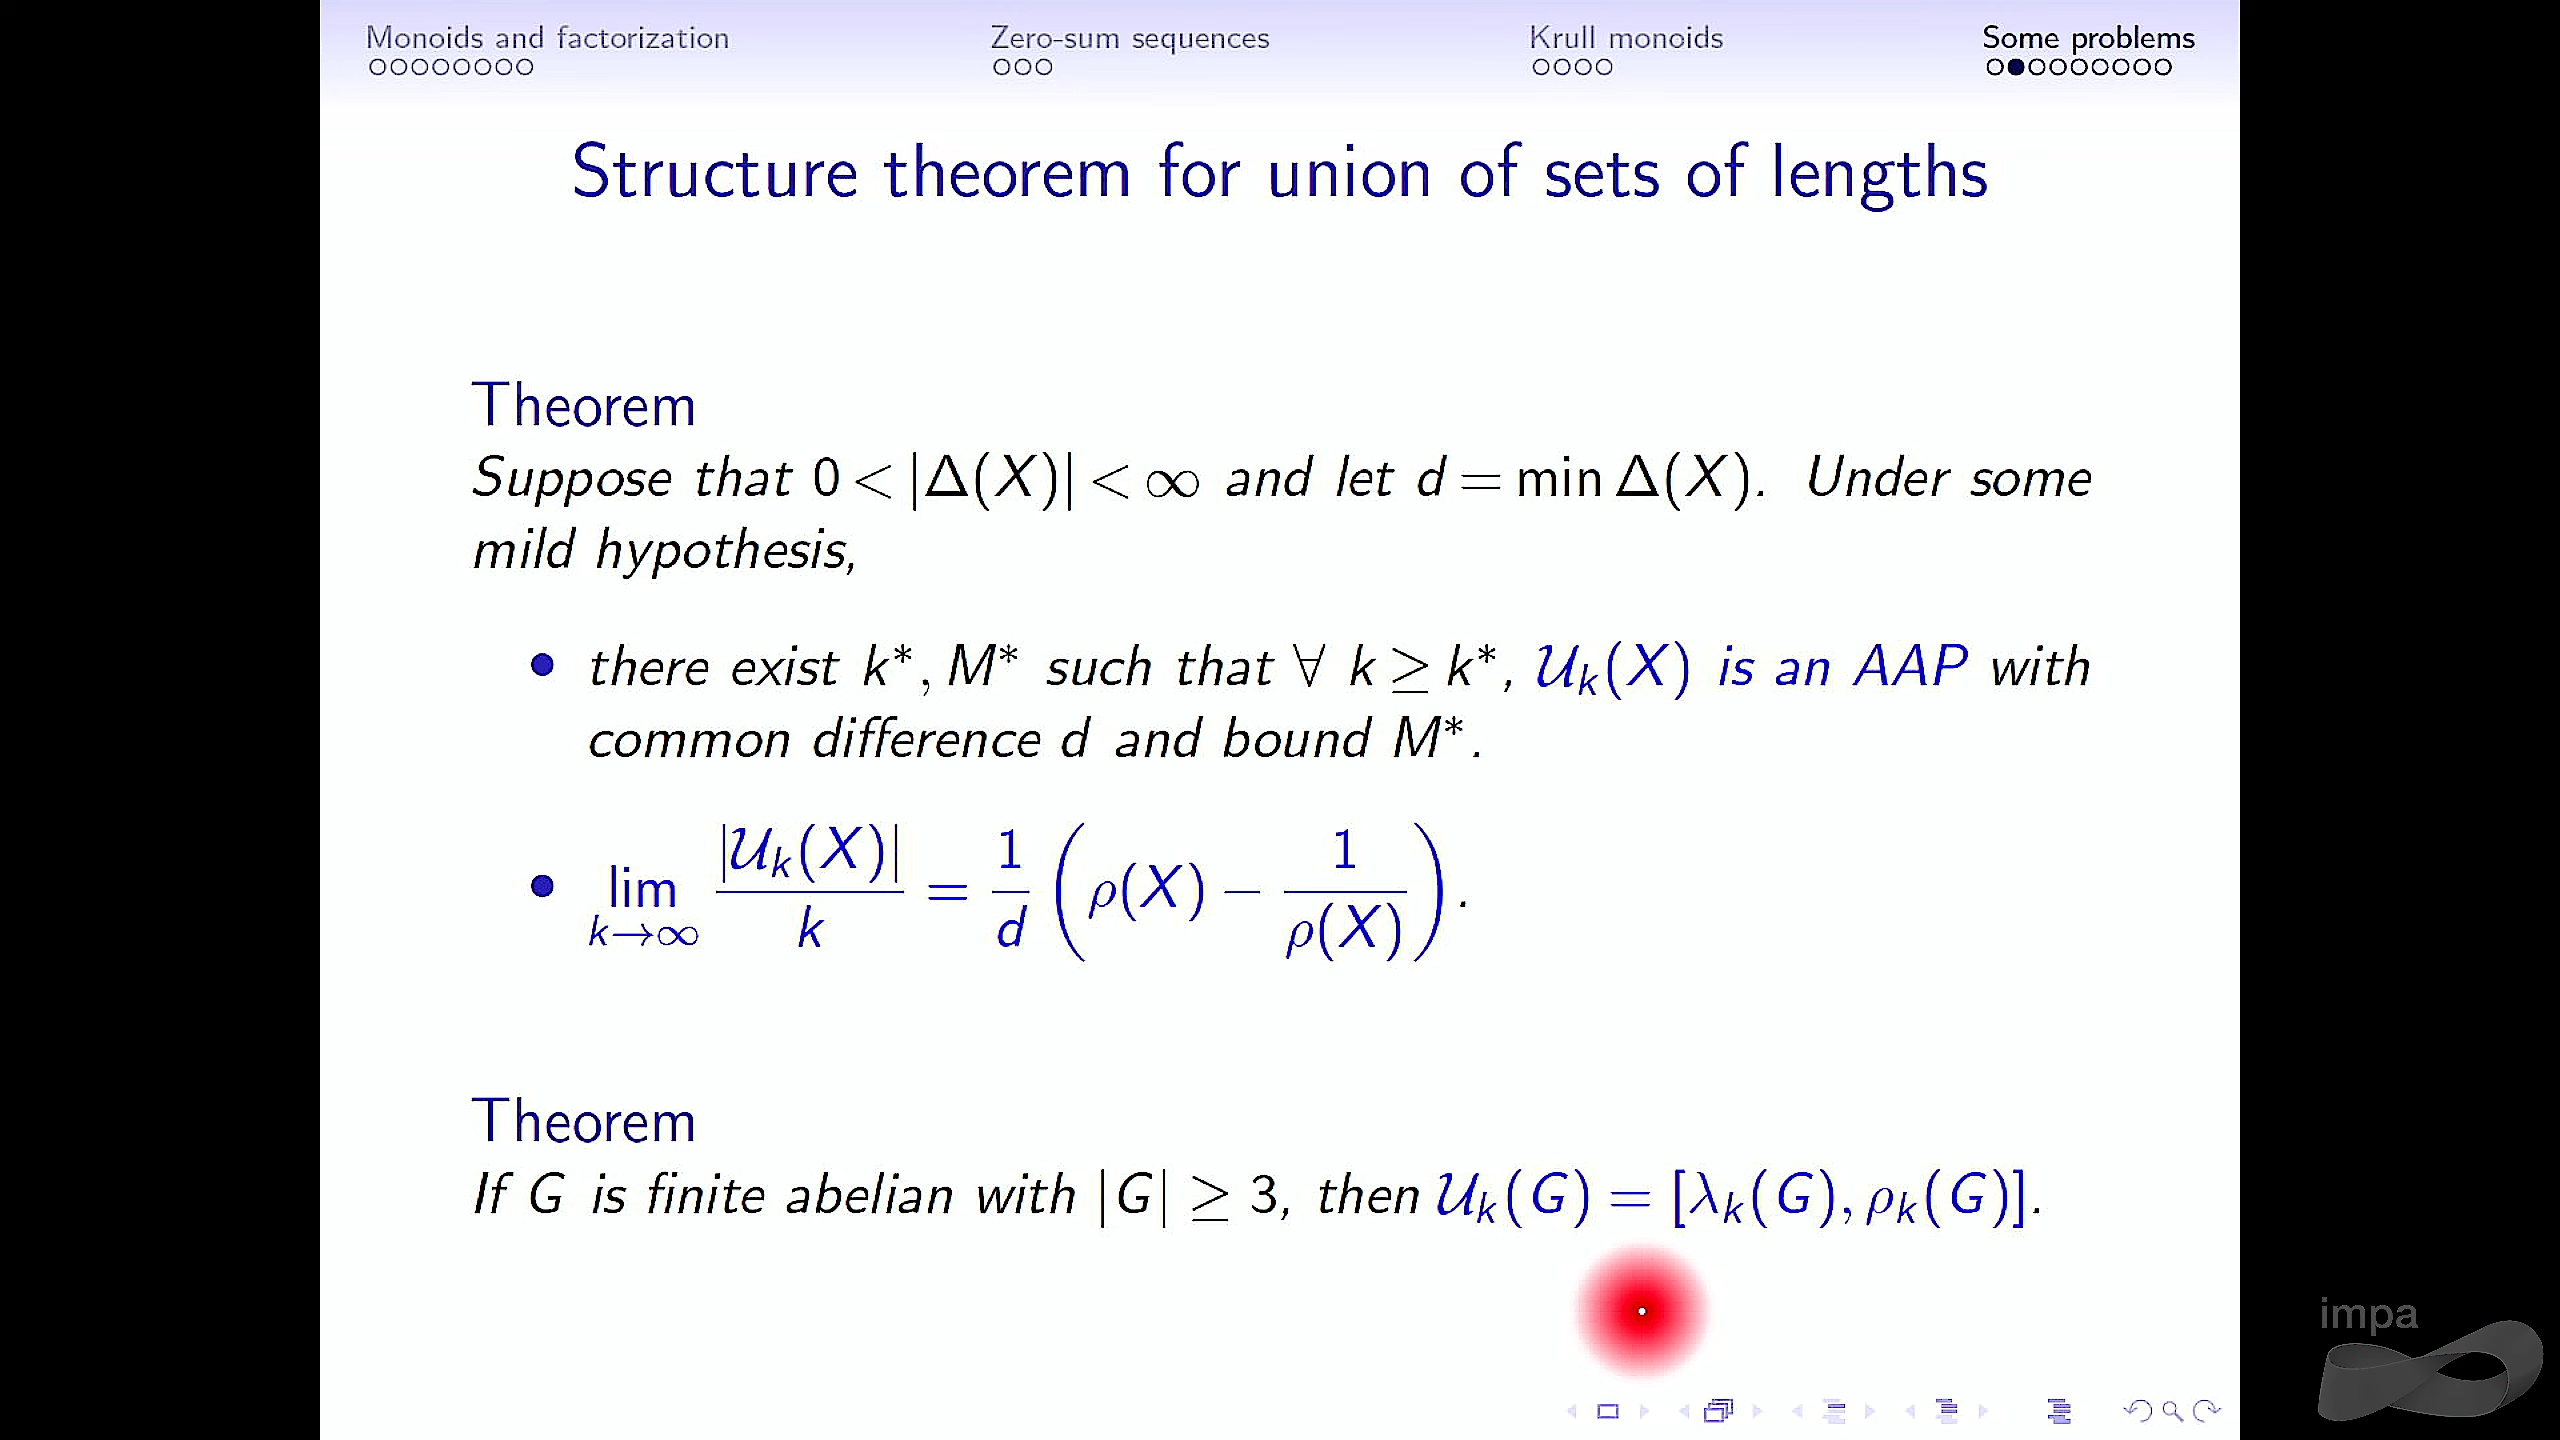 Monoids and factorization Zero-sum sequences Krull monoids Some problems
Structure theorem for union of sets of lengths
Theorem
Suppose that 0 < |Δ(X)| < ∞ and let d = min Δ(X). Under some
mild hypothesis,
• there exist k*, M* such that ∀ k ≥ k*, 𝒰ₖ(X) is an AAP with
common difference d and bound M*.
• lim_{k→∞} |𝒰ₖ(X)| / k = 1/d (ρ(X) − 1/ρ(X)).
Theorem
If G is finite abelian with |G| ≥ 3, then 𝒰ₖ(G) = [λₖ(G), ρₖ(G)].
impa